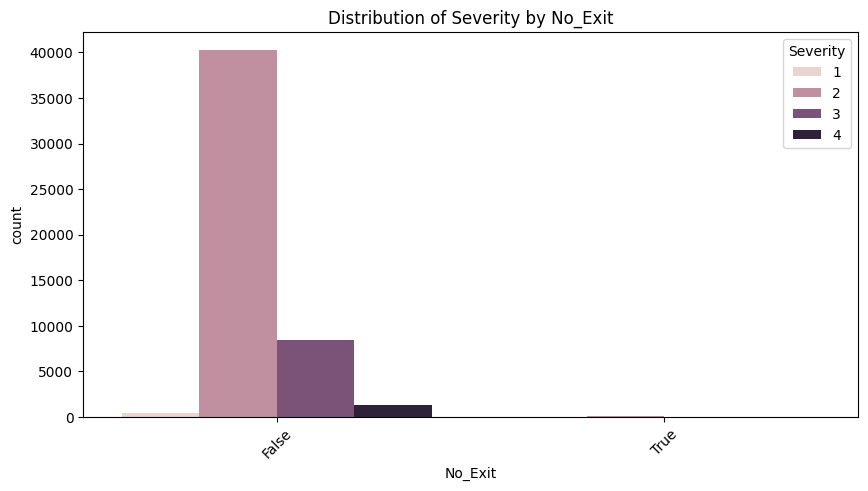 Distribution of Severity by No_Exit
Severity
1
2
3
4
40000
35000
30000
25000
20000
15000
10000
5000
0
count
False
True
No_Exit